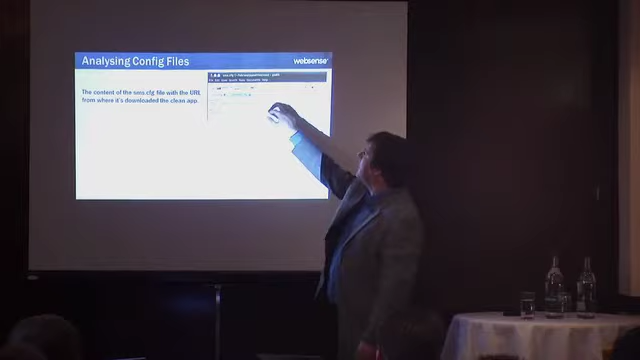 Analysing Config Files
websense
The content of the sms.cfg file with the URL
from where it's downloaded the clean app.